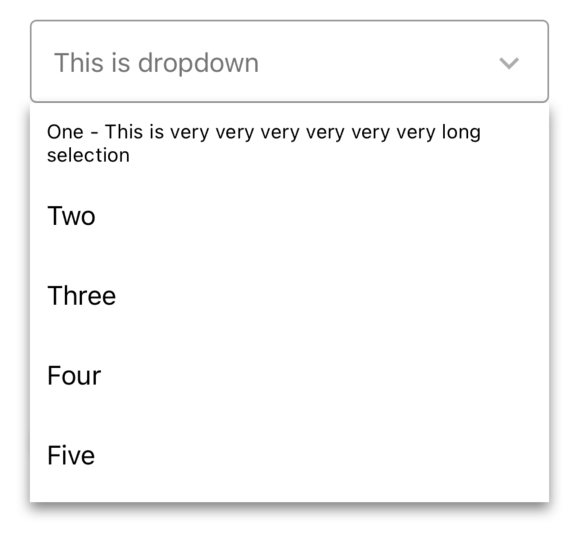 This is dropdown
One - This is very very very very very very long
selection
Two
Three
Four
Five